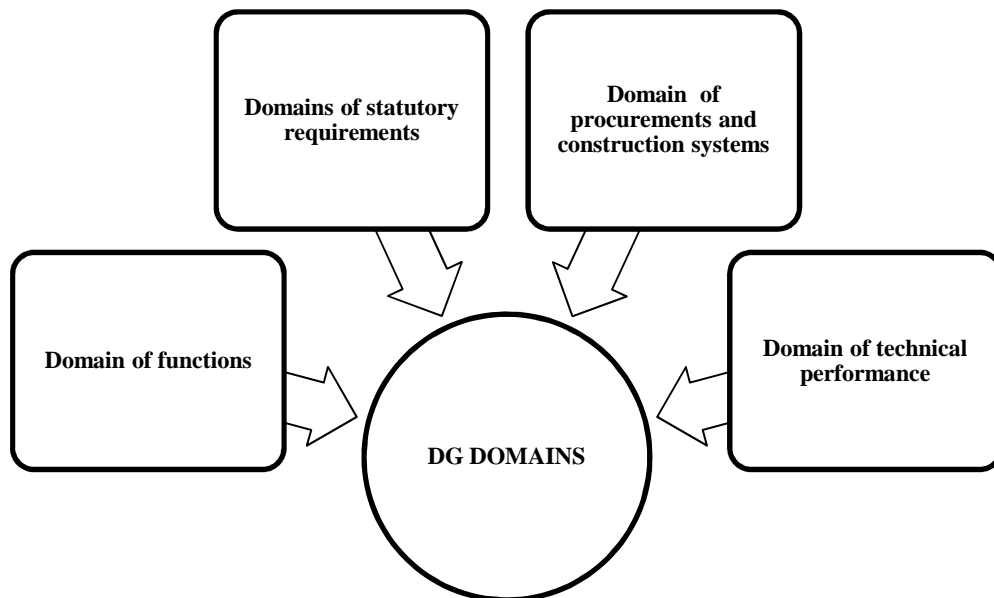 Domains of statutory
requirements
Domain of
procurements and
construction systems
Domain of functions
Domain of technical
performance
DG DOMAINS